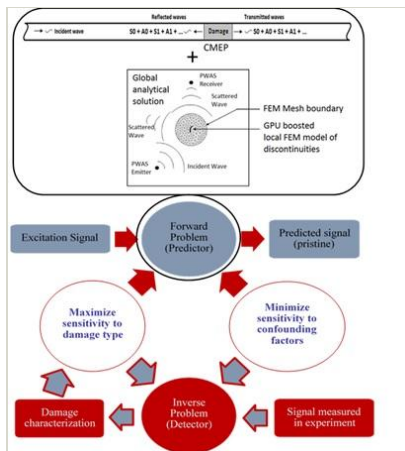 Reflected waves
Transmitted waves
Incident wave
S0 + A0 + S1 + A1 + ...
Damage
S0 + A0 + S1 + A1 + ...
CMEP
+
Global
analytical
solution
PWAS
Receiver
Scattered
Wave
Scattered
Wave
PWAS
Emitter
Incident Wave
FEM Mesh boundary
GPU boosted
local FEM model of
discontinuities
Excitation Signal
Forward
Problem
(Predictor)
Predicted signal
(pristine)
Maximize
sensitivity to
damage type
Minimize
sensitivity to
confounding
factors
Damage
characterization
Inverse
Problem
(Detector)
Signal measured
in experiment